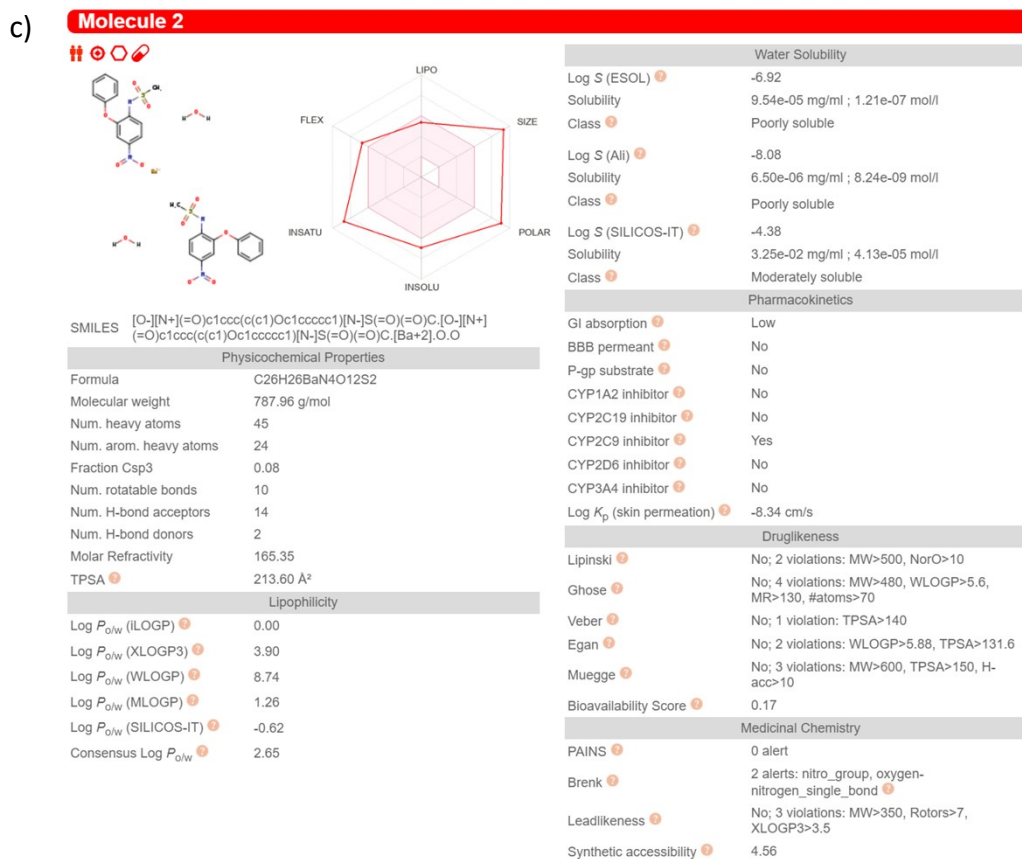 c)
Molecule 2
LIPO
FLEX
SIZE
INSATU
POLAR
INSOLU
SMILES [O-][N+](=O)c1ccc(c(c1)Oc1ccccc1)[N-]S(=O)(=O)C.[O-][N+]
(=O)c1ccc(c(c1)Oc1ccccc1)[N-]S(=O)(=O)C.[Ba+2].O.O
Physicochemical Properties
Formula C26H26BaN4O12S2
Molecular weight 787.96 g/mol
Num. heavy atoms 45
Num. arom. heavy atoms 24
Fraction Csp3 0.08
Num. rotatable bonds 10
Num. H-bond acceptors 14
Num. H-bond donors 2
Molar Refractivity 165.35
TPSA ? 213.60 Å²
Lipophilicity
Log Po/w (iLOGP) ? 0.00
Log Po/w (XLOGP3) ? 3.90
Log Po/w (WLOGP) ? 8.74
Log Po/w (MLOGP) ? 1.26
Log Po/w (SILICOS-IT) ? -0.62
Consensus Log Po/w ? 2.65
Water Solubility
Log S (ESOL) ? -6.92
Solubility 9.54e-05 mg/ml ; 1.21e-07 mol/l
Class ? Poorly soluble
Log S (Ali) ? -8.08
Solubility 6.50e-06 mg/ml ; 8.24e-09 mol/l
Class ? Poorly soluble
Log S (SILICOS-IT) ? -4.38
Solubility 3.25e-02 mg/ml ; 4.13e-05 mol/l
Class ? Moderately soluble
Pharmacokinetics
GI absorption ? Low
BBB permeant ? No
P-gp substrate ? No
CYP1A2 inhibitor ? No
CYP2C19 inhibitor ? No
CYP2C9 inhibitor ? Yes
CYP2D6 inhibitor ? No
CYP3A4 inhibitor ? No
Log Kp (skin permeation) ? -8.34 cm/s
Druglikeness
Lipinski ? No; 2 violations: MW>500, NorO>10
Ghose ? No; 4 violations: MW>480, WLOGP>5.6,
MR>130, #atoms>70
Veber ? No; 1 violation: TPSA>140
Egan ? No; 2 violations: WLOGP>5.88, TPSA>131.6
Muegge ? No; 3 violations: MW>600, TPSA>150, H-
acc>10
Bioavailability Score ? 0.17
Medicinal Chemistry
PAINS ? 0 alert
Brenk ? 2 alerts: nitro_group, oxygen-
nitrogen_single_bond ?
Leadlikeness ? No; 3 violations: MW>350, Rotors>7,
XLOGP3>3.5
Synthetic accessibility ? 4.56